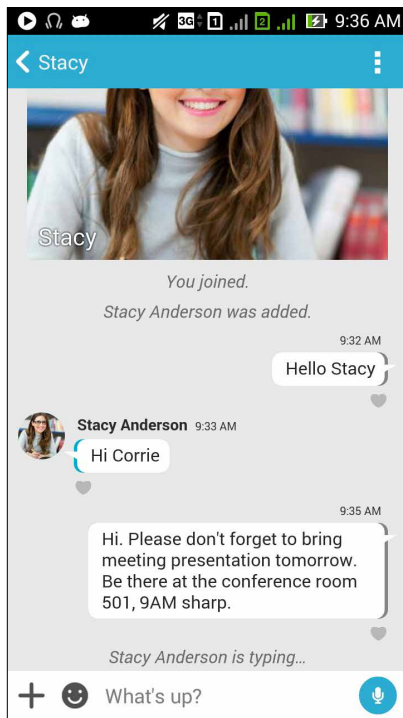 3G 1 2 9:36 AM
Stacy
Stacy
You joined.
Stacy Anderson was added.
9:32 AM
Hello Stacy
Stacy Anderson 9:33 AM
Hi Corrie
9:35 AM
Hi. Please don't forget to bring
meeting presentation tomorrow.
Be there at the conference room
501, 9AM sharp.
Stacy Anderson is typing...
What's up?